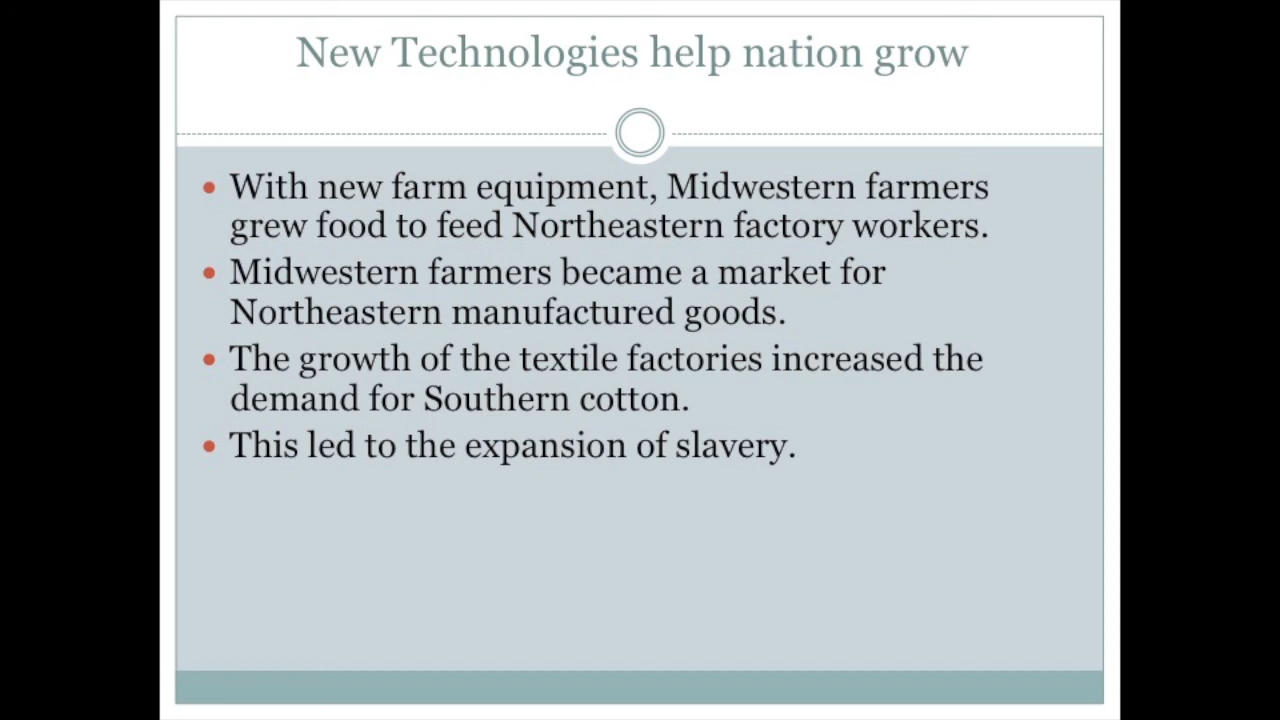 New Technologies help nation grow
• With new farm equipment, Midwestern farmers
grew food to feed Northeastern factory workers.
• Midwestern farmers became a market for
Northeastern manufactured goods.
• The growth of the textile factories increased the
demand for Southern cotton.
• This led to the expansion of slavery.